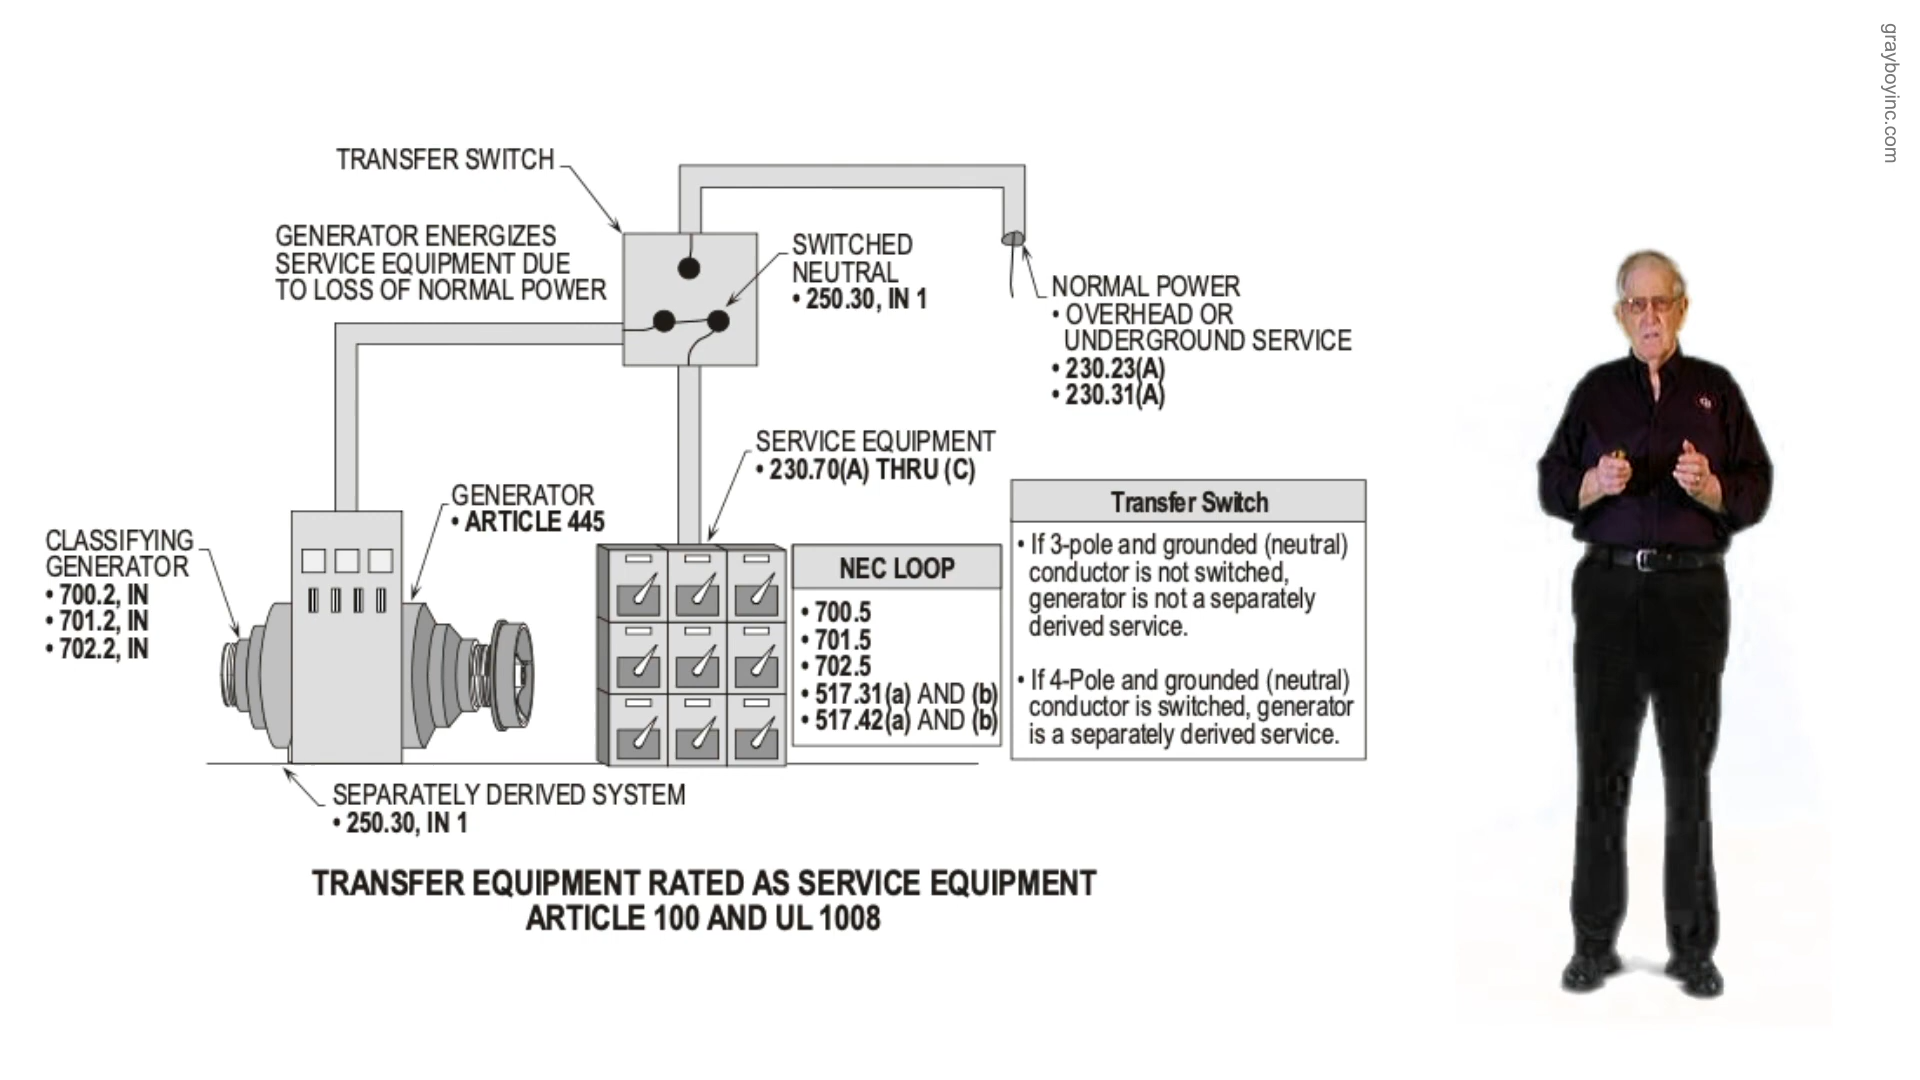 grayboyinc.com
TRANSFER SWITCH
GENERATOR ENERGIZES
SERVICE EQUIPMENT DUE
TO LOSS OF NORMAL POWER
SWITCHED
NEUTRAL
• 250.30, IN 1
NORMAL POWER
• OVERHEAD OR
UNDERGROUND SERVICE
• 230.23(A)
• 230.31(A)
SERVICE EQUIPMENT
• 230.70(A) THRU (C)
GENERATOR
• ARTICLE 445
CLASSIFYING
GENERATOR
• 700.2, IN
• 701.2, IN
• 702.2, IN
NEC LOOP
• 700.5
• 701.5
• 702.5
• 517.31(a) AND (b)
• 517.42(a) AND (b)
Transfer Switch
• If 3-pole and grounded (neutral)
conductor is not switched,
generator is not a separately
derived service.
• If 4-Pole and grounded (neutral)
conductor is switched, generator
is a separately derived service.
SEPARATELY DERIVED SYSTEM
• 250.30, IN 1
TRANSFER EQUIPMENT RATED AS SERVICE EQUIPMENT
ARTICLE 100 AND UL 1008